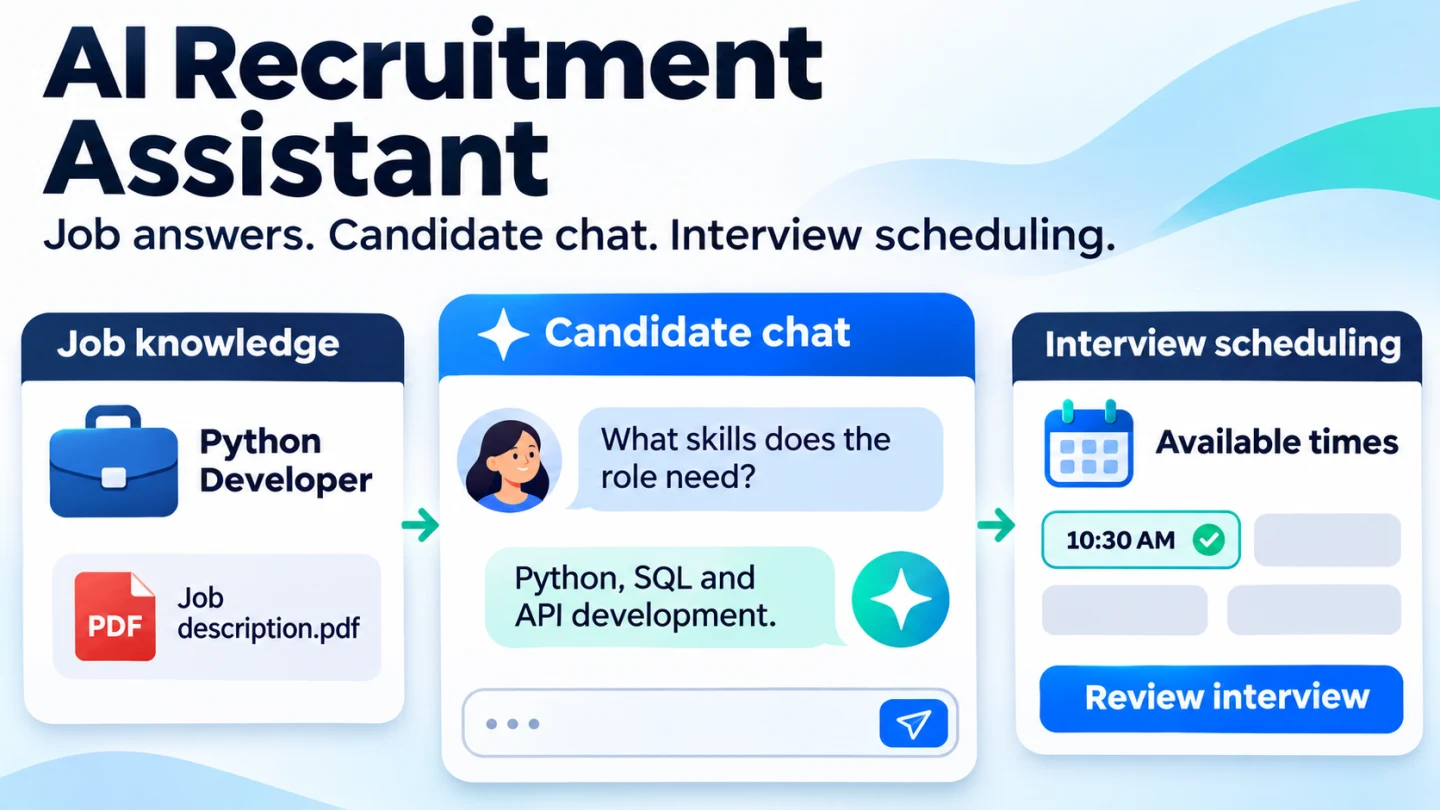 AI Recruitment
Assistant
Job answers. Candidate chat. Interview scheduling.
Job knowledge
Python
Developer
PDF
Job
description.pdf
Candidate chat
What skills does the
role need?
Python, SQL and
API development.
Interview scheduling
Available times
10:30 AM
Review interview